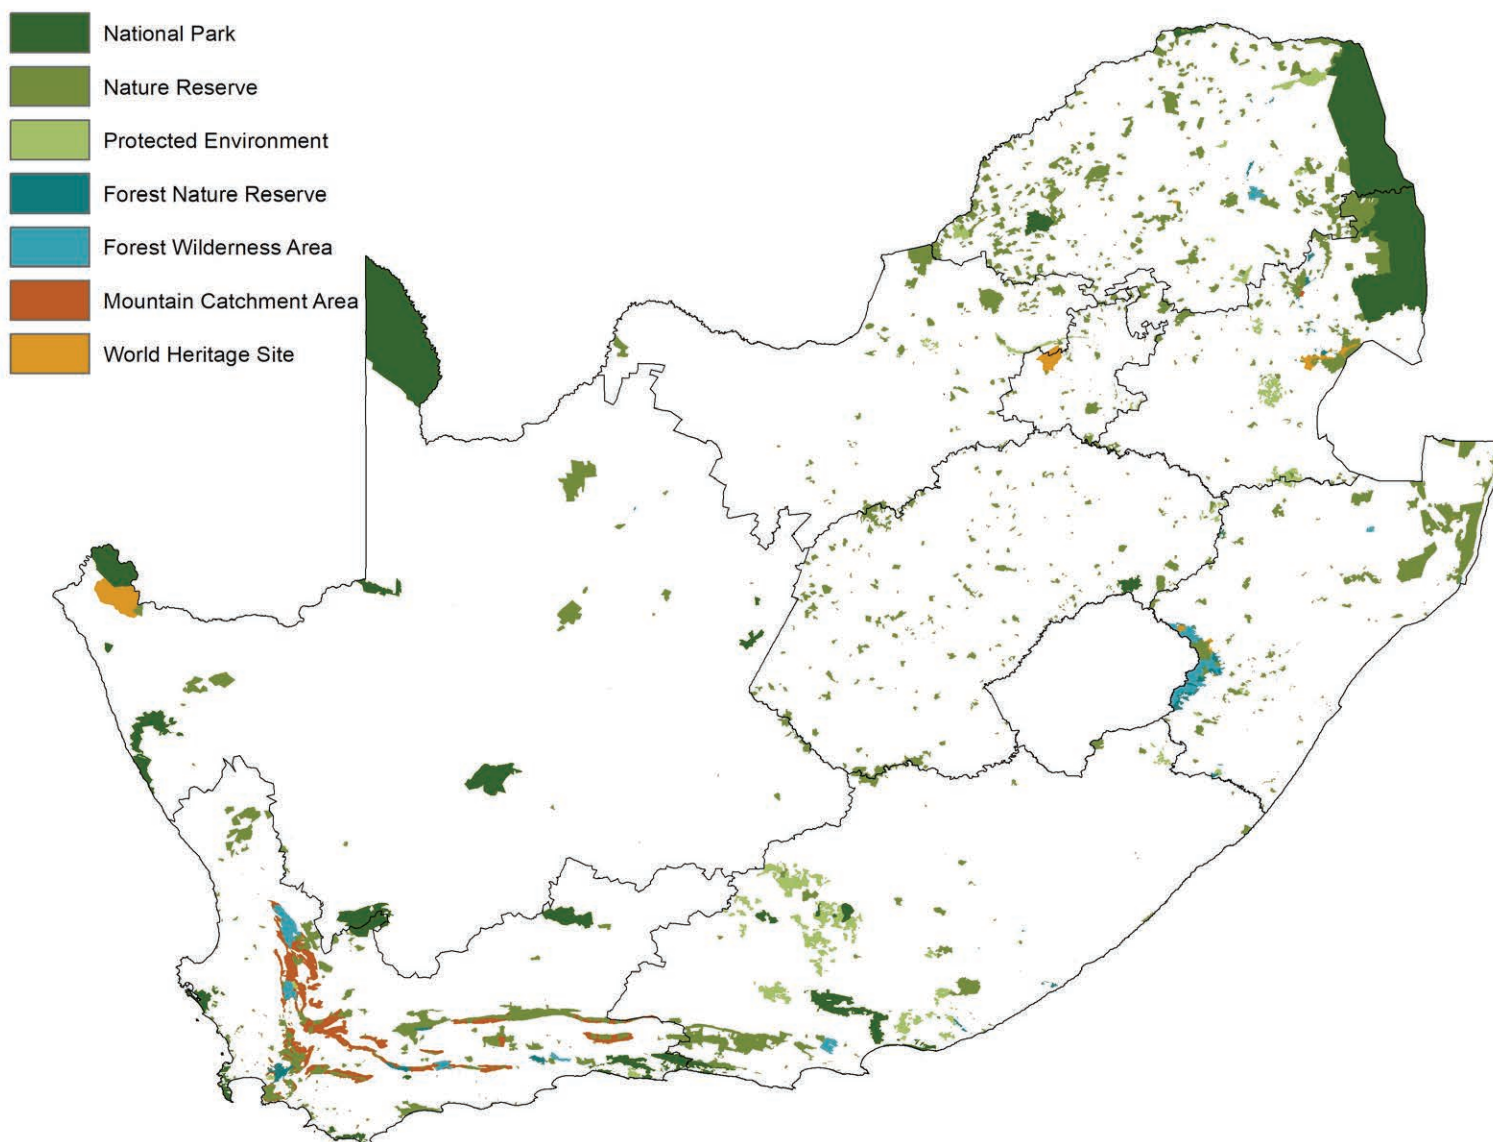 National Park
Nature Reserve
Protected Environment
Forest Nature Reserve
Forest Wilderness Area
Mountain Catchment Area
World Heritage Site